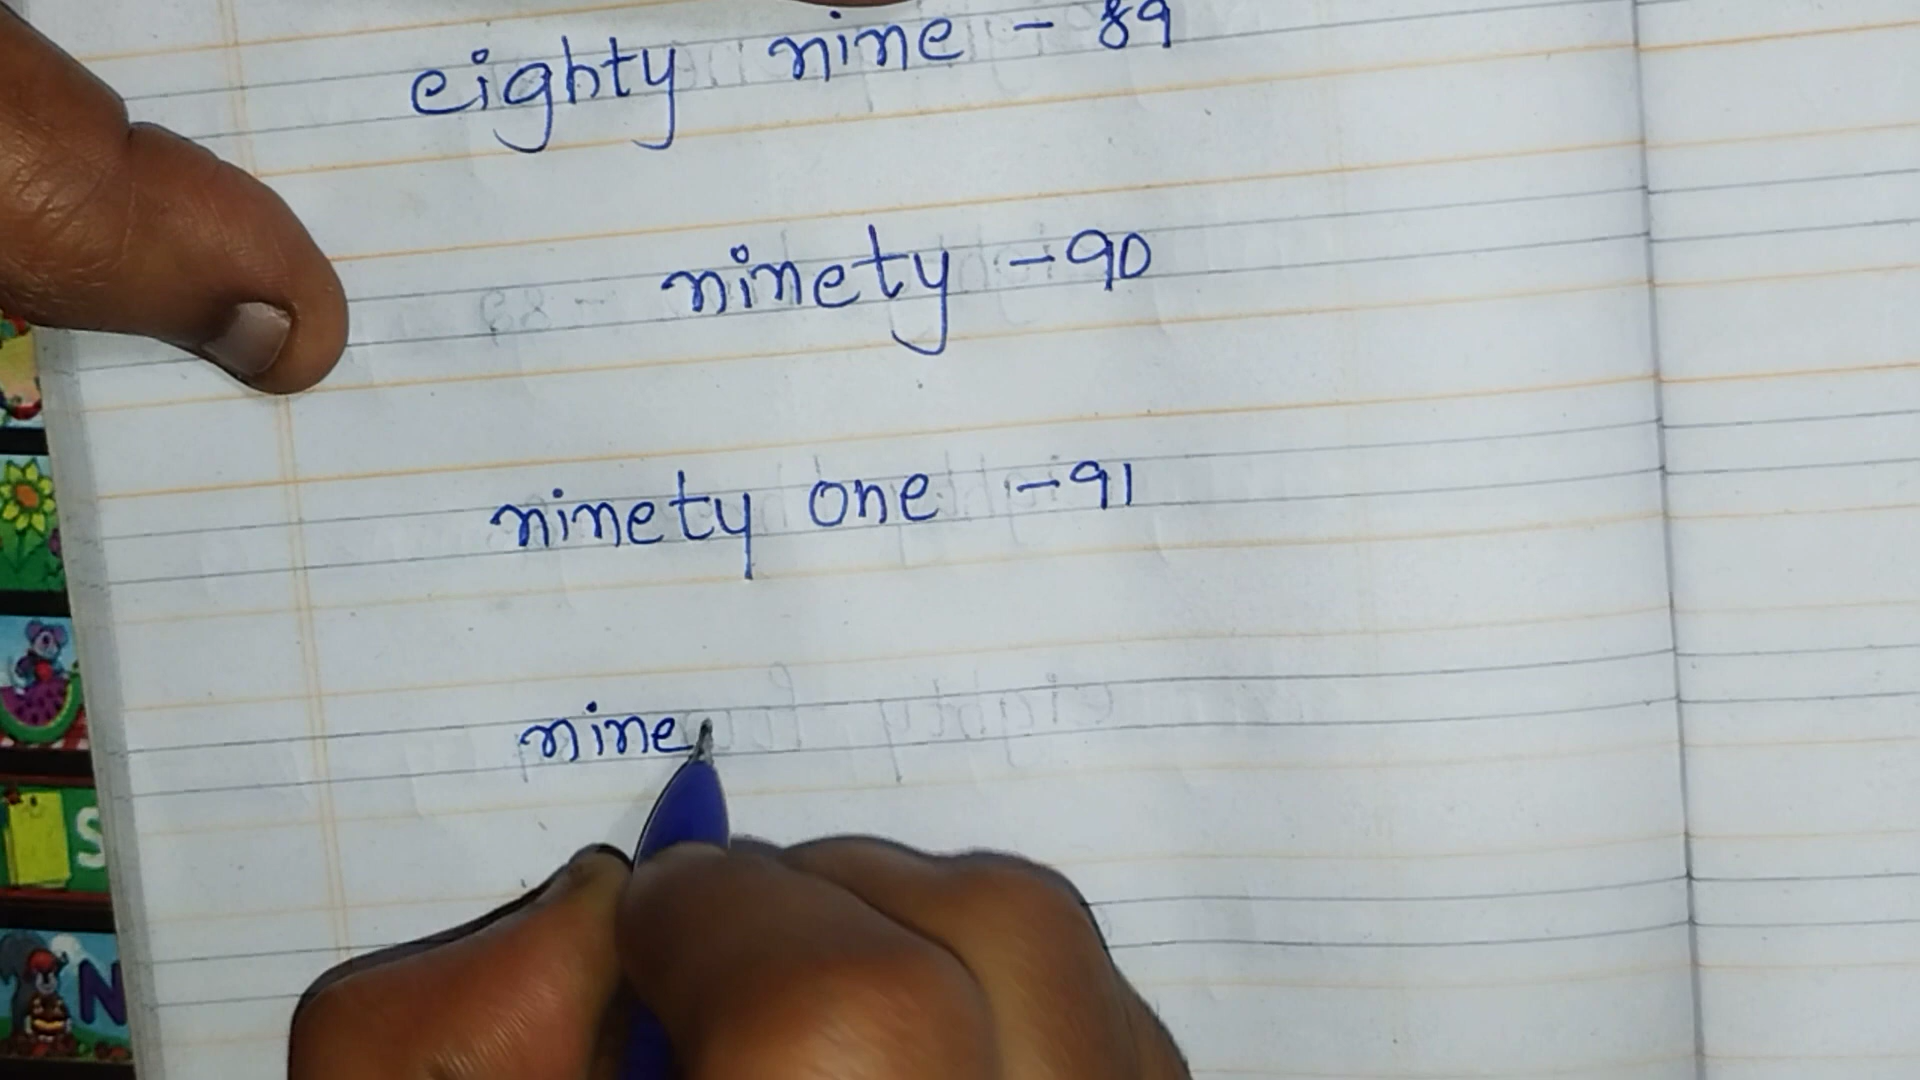 eighty nine - 89
ninety - 90
ninety one - 91
nine
S
N